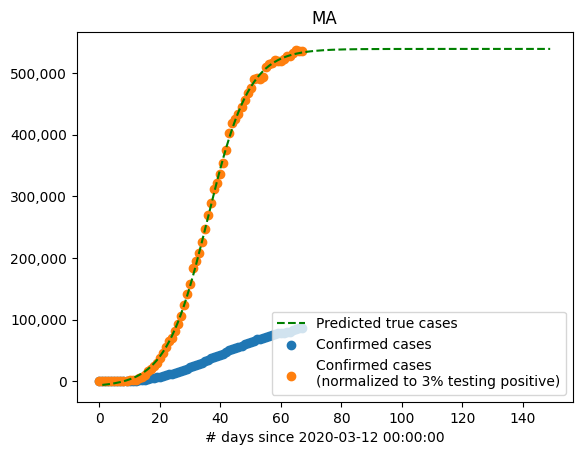 MA
500,000
400,000
300,000
200,000
100,000
0
Predicted true cases
Confirmed cases
Confirmed cases
(normalized to 3% testing positive)
0 20 40 60 80 100 120 140
# days since 2020-03-12 00:00:00